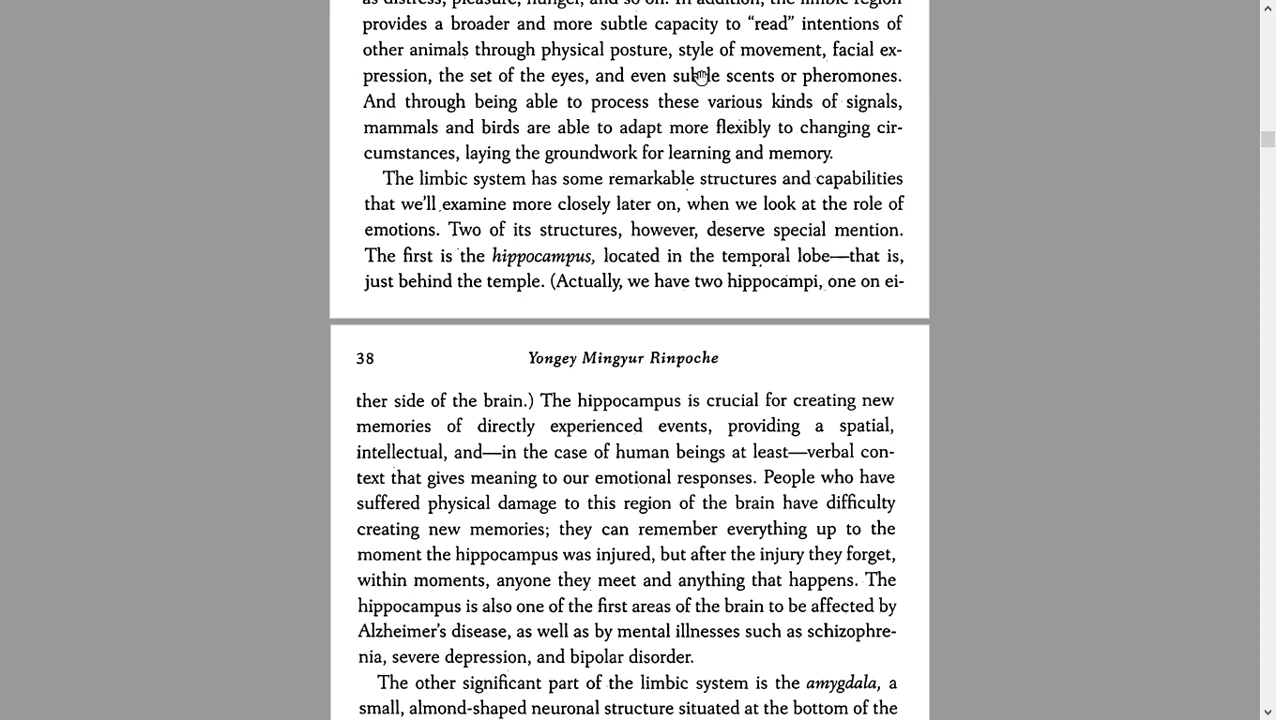 as distress, pleasure, hunger, and so on. In addition, the limbic region
provides a broader and more subtle capacity to “read” intentions of
other animals through physical posture, style of movement, facial ex-
pression, the set of the eyes, and even subtle scents or pheromones.
And through being able to process these various kinds of signals,
mammals and birds are able to adapt more flexibly to changing cir-
cumstances, laying the groundwork for learning and memory.
The limbic system has some remarkable structures and capabilities
that we’ll examine more closely later on, when we look at the role of
emotions. Two of its structures, however, deserve special mention.
The first is the hippocampus, located in the temporal lobe—that is,
just behind the temple. (Actually, we have two hippocampi, one on ei-
38 Yongey Mingyur Rinpoche
ther side of the brain.) The hippocampus is crucial for creating new
memories of directly experienced events, providing a spatial,
intellectual, and—in the case of human beings at least—verbal con-
text that gives meaning to our emotional responses. People who have
suffered physical damage to this region of the brain have difficulty
creating new memories; they can remember everything up to the
moment the hippocampus was injured, but after the injury they forget,
within moments, anyone they meet and anything that happens. The
hippocampus is also one of the first areas of the brain to be affected by
Alzheimer’s disease, as well as by mental illnesses such as schizophre-
nia, severe depression, and bipolar disorder.
The other significant part of the limbic system is the amygdala, a
small, almond-shaped neuronal structure situated at the bottom of the